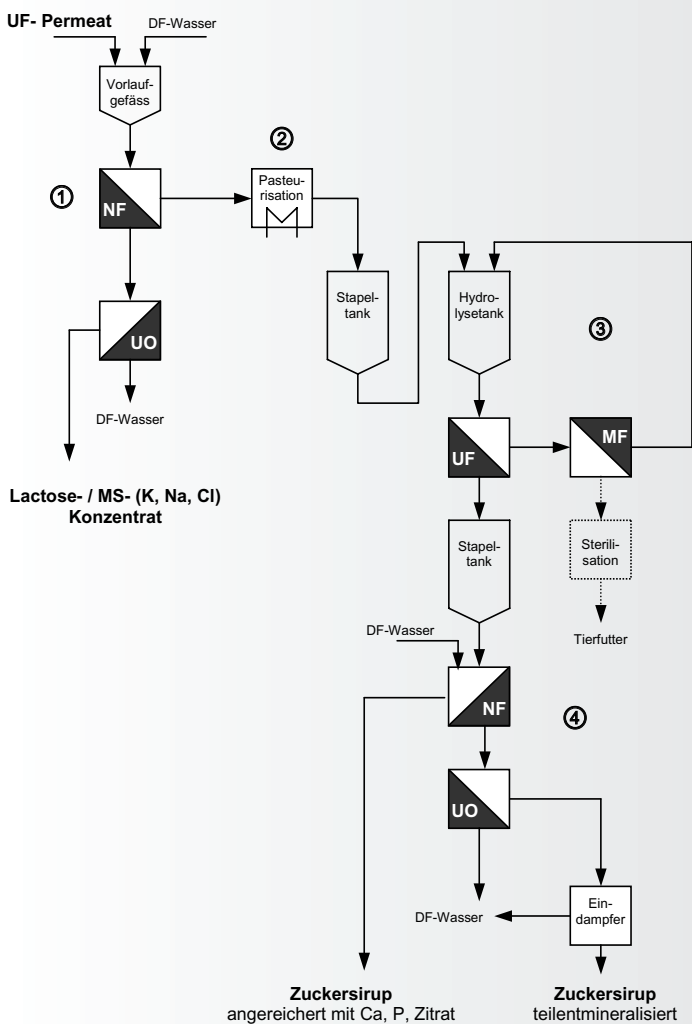 UF- Permeat
DF-Wasser
Vorlauf-
gefäss
①
NF
②
Pasteu-
risation
Stapel-
tank
Hydro-
lysetank
③
UO
DF-Wasser
Lactose- / MS- (K, Na, Cl)
Konzentrat
UF
MF
Stapel-
tank
Sterili-
sation
Tierfutter
DF-Wasser
NF
④
UO
DF-Wasser
Ein-
dampfer
Zuckersirup
angereichert mit Ca, P, Zitrat
Zuckersirup
teilentmineralisiert